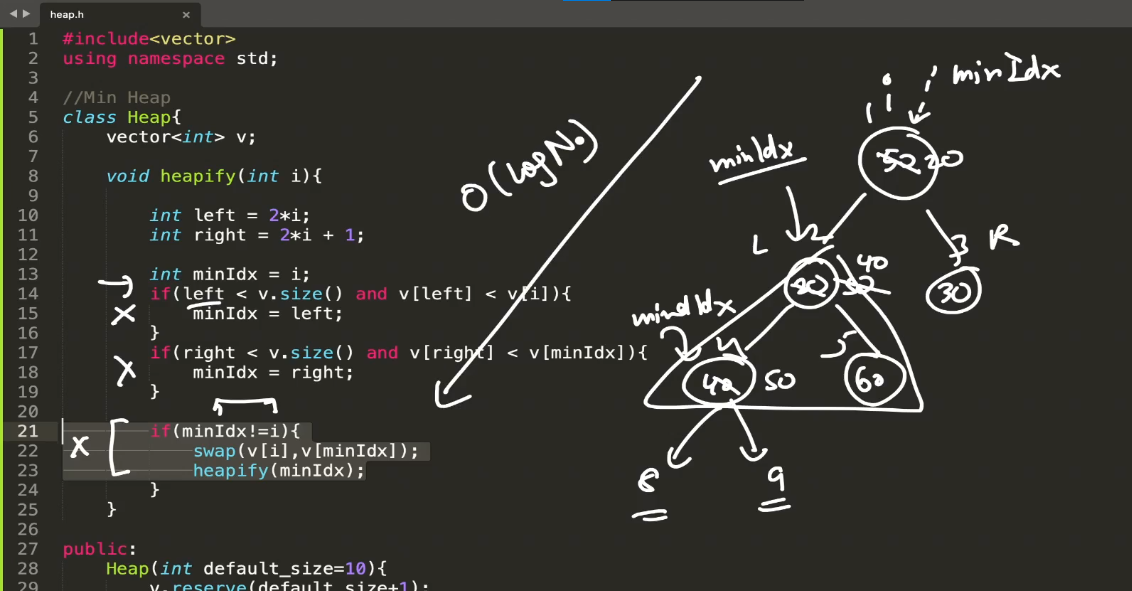 heap.h
1 #include<vector>
2 using namespace std;
3
4 //Min Heap
5 class Heap{
6 vector<int> v;
7
8 void heapify(int i){
9
10 int left = 2*i;
11 int right = 2*i + 1;
12
13 int minIdx = i;
14 if(left < v.size() and v[left] < v[i]){
15 minIdx = left;
16 }
17 if(right < v.size() and v[right] < v[minIdx]){
18 minIdx = right;
19 }
20
21 if(minIdx!=i){
22 swap(v[i],v[minIdx]);
23 heapify(minIdx);
24 }
25 }
26
27 public:
28 Heap(int default_size=10){
29 v.reserve(default_size+1);
X
X
X
O(log N)
i
minIdx
20
minIdx
L
2
3
R
40
50
30
minIdx
4
5
40
50
60
8
9